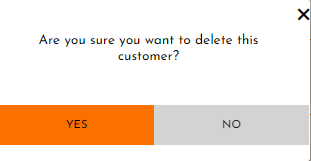 Are you sure you want to delete this
customer?
YES
NO